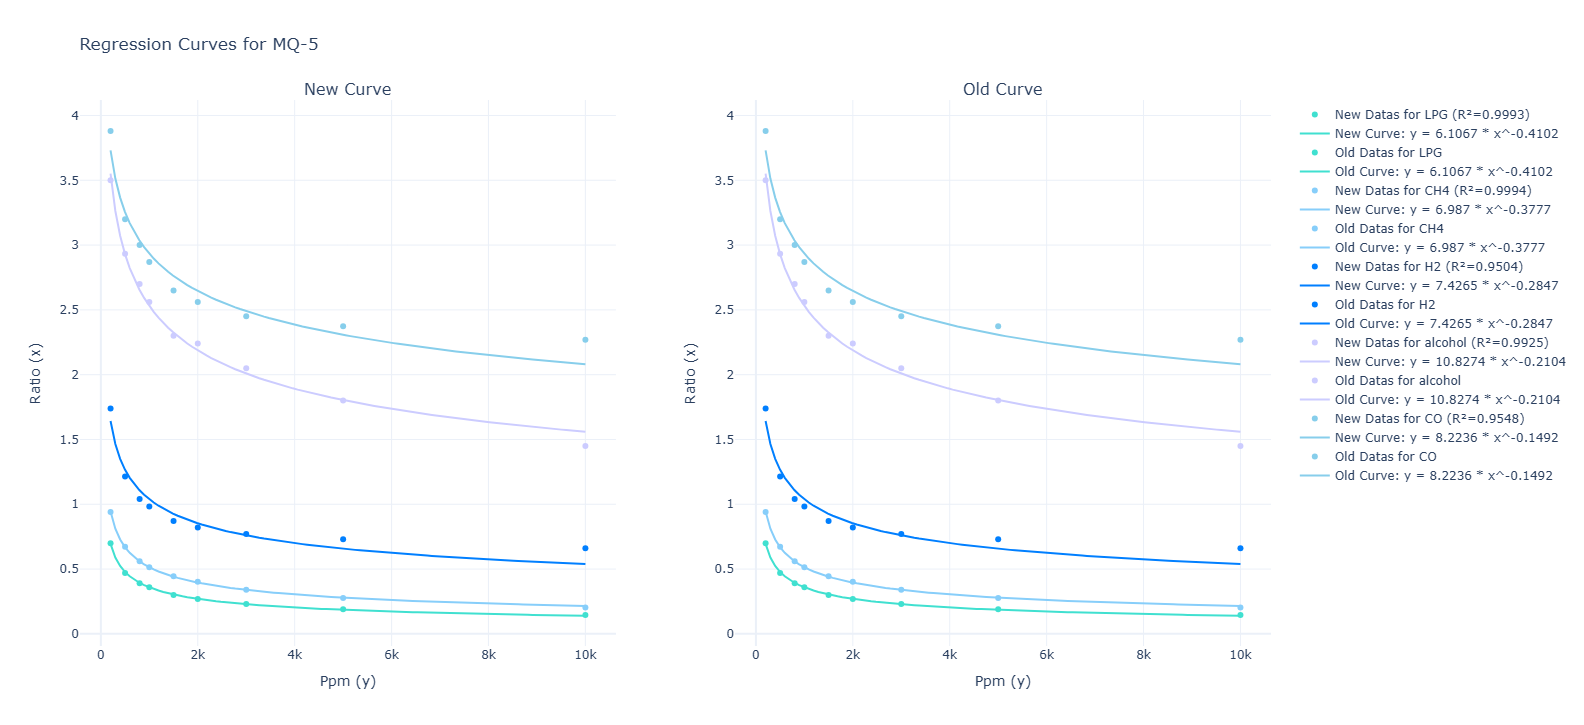 Regression Curves for MQ-5
New Curve
4
3.5
3
2.5
2
1.5
1
0.5
0
Ratio (x)
0
2k
4k
6k
8k
10k
Ppm (y)
Old Curve
4
3.5
3
2.5
2
1.5
1
0.5
0
Ratio (x)
0
2k
4k
6k
8k
10k
Ppm (y)
New Datas for LPG (R²=0.9993)
New Curve: y = 6.1067 * x^-0.4102
Old Datas for LPG
Old Curve: y = 6.1067 * x^-0.4102
New Datas for CH4 (R²=0.9994)
New Curve: y = 6.987 * x^-0.3777
Old Datas for CH4
Old Curve: y = 6.987 * x^-0.3777
New Datas for H2 (R²=0.9504)
New Curve: y = 7.4265 * x^-0.2847
Old Datas for H2
Old Curve: y = 7.4265 * x^-0.2847
New Datas for alcohol (R²=0.9925)
New Curve: y = 10.8274 * x^-0.2104
Old Datas for alcohol
Old Curve: y = 10.8274 * x^-0.2104
New Datas for CO (R²=0.9548)
New Curve: y = 8.2236 * x^-0.1492
Old Datas for CO
Old Curve: y = 8.2236 * x^-0.1492